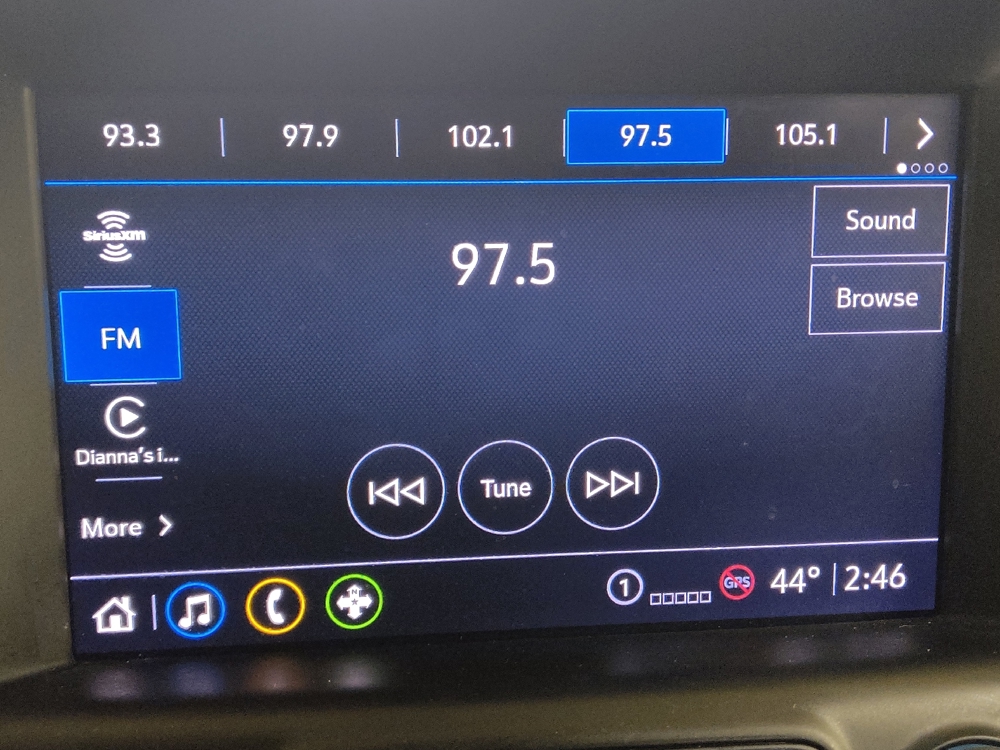 93.3 97.9 102.1 97.5 105.1
SiriusXM
Sound
97.5
Browse
FM
Dianna's i...
Tune
More
1 GPS 44° 2:46